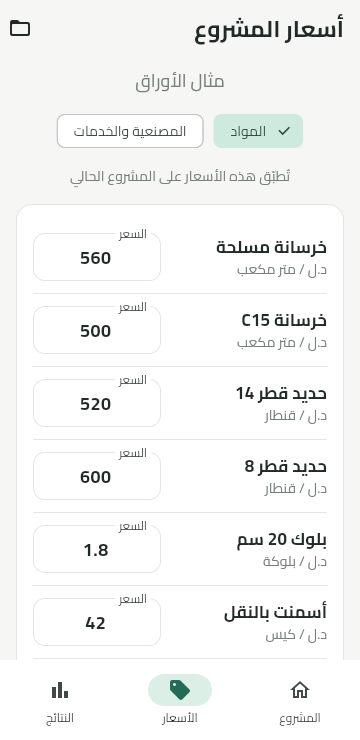 أسعار المشروع
مثال الأوراق
المواد
المصنعية والخدمات
تُطبّق هذه الأسعار على المشروع الحالي
خرسانة مسلحة
د.ل / متر مكعب
السعر
560
خرسانة C15
د.ل / متر مكعب
السعر
500
حديد قطر 14
د.ل / قنطار
السعر
520
حديد قطر 8
د.ل / قنطار
السعر
600
بلوك 20 سم
د.ل / بلوكة
السعر
1.8
أسمنت بالنقل
د.ل / كيس
السعر
42
المشروع
الأسعار
النتائج